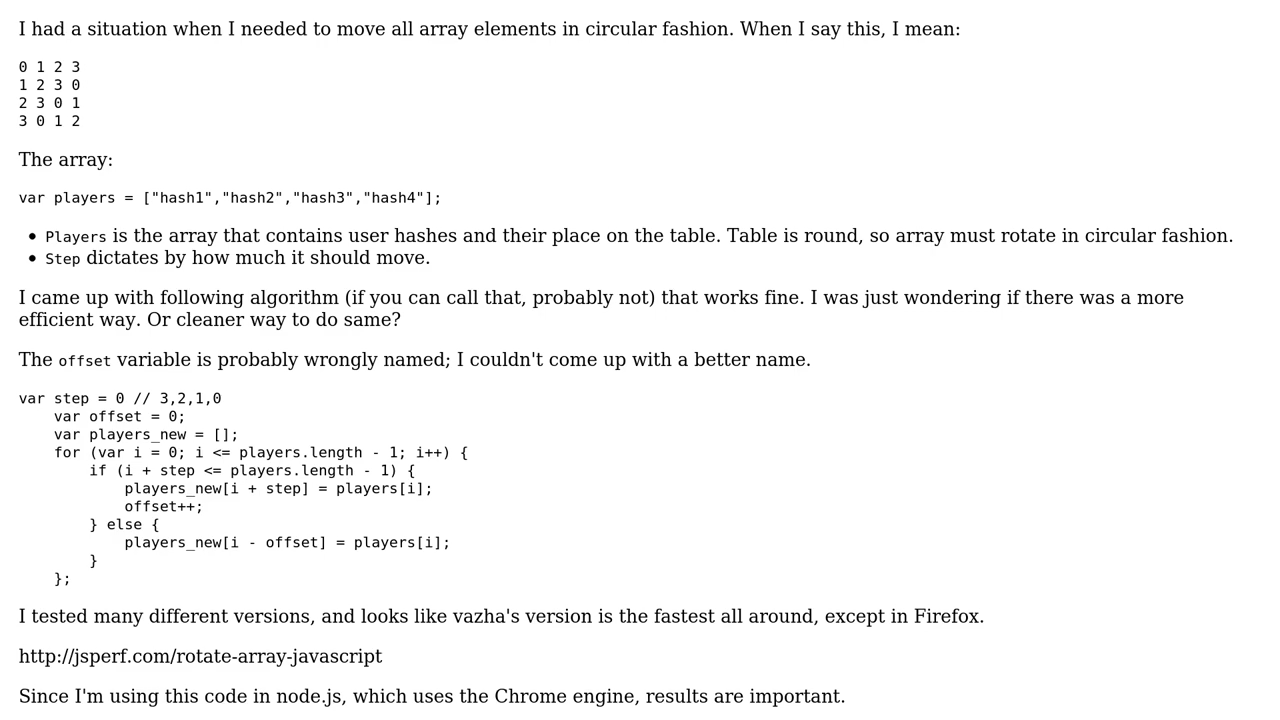 I had a situation when I needed to move all array elements in circular fashion. When I say this, I mean:
0 1 2 3
1 2 3 0
2 3 0 1
3 0 1 2
The array:
var players = ["hash1","hash2","hash3","hash4"];
• Players is the array that contains user hashes and their place on the table. Table is round, so array must rotate in circular fashion.
• Step dictates by how much it should move.
I came up with following algorithm (if you can call that, probably not) that works fine. I was just wondering if there was a more
efficient way. Or cleaner way to do same?
The offset variable is probably wrongly named; I couldn't come up with a better name.
var step = 0 // 3,2,1,0
    var offset = 0;
    var players_new = [];
    for (var i = 0; i <= players.length - 1; i++) {
        if (i + step <= players.length - 1) {
            players_new[i + step] = players[i];
            offset++;
        } else {
            players_new[i - offset] = players[i];
        }
    };
I tested many different versions, and looks like vazha's version is the fastest all around, except in Firefox.
http://jsperf.com/rotate-array-javascript
Since I'm using this code in node.js, which uses the Chrome engine, results are important.